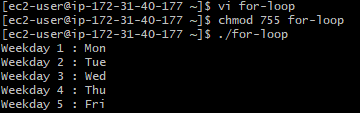 [ec2-user@ip-172-31-40-177 ~]$ vi for-loop
[ec2-user@ip-172-31-40-177 ~]$ chmod 755 for-loop
[ec2-user@ip-172-31-40-177 ~]$ ./for-loop
Weekday 1 : Mon
Weekday 2 : Tue
Weekday 3 : Wed
Weekday 4 : Thu
Weekday 5 : Fri